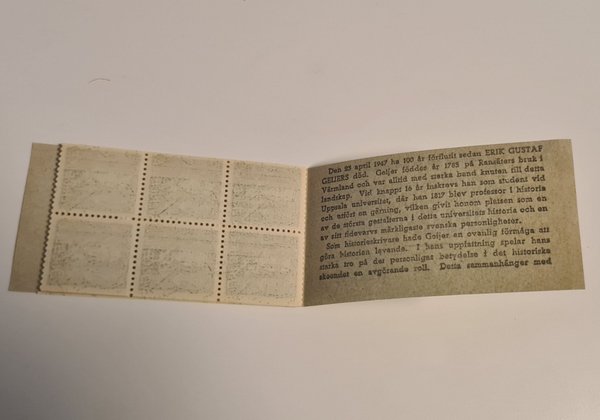 Den 23 april 1947 ha 100 år förflutit sedan ERIK GUSTAF
GEIJERS död. Geijer föddes år 1783 på Ransäters bruk i
Värmland och var alltid med starka band knuten till detta
landskap. Vid knappt 16 år inskrevs han som student vid
Uppsala universitet, där han 1817 blev professor i historia
och utfört en gärning, vilken givit honom platsen som en
av de största gestalterna i detta universitets historia och en
av sitt tidevarvs märkligaste svenska personligheter.
Som historieskrivare hade Geijer en ovanlig förmåga att
göra historien levande. I hans uppfattning spelar hans
starka tro på det personligas betydelse i det historiska
skeendet en avgörande roll. Detta sammanhänger med